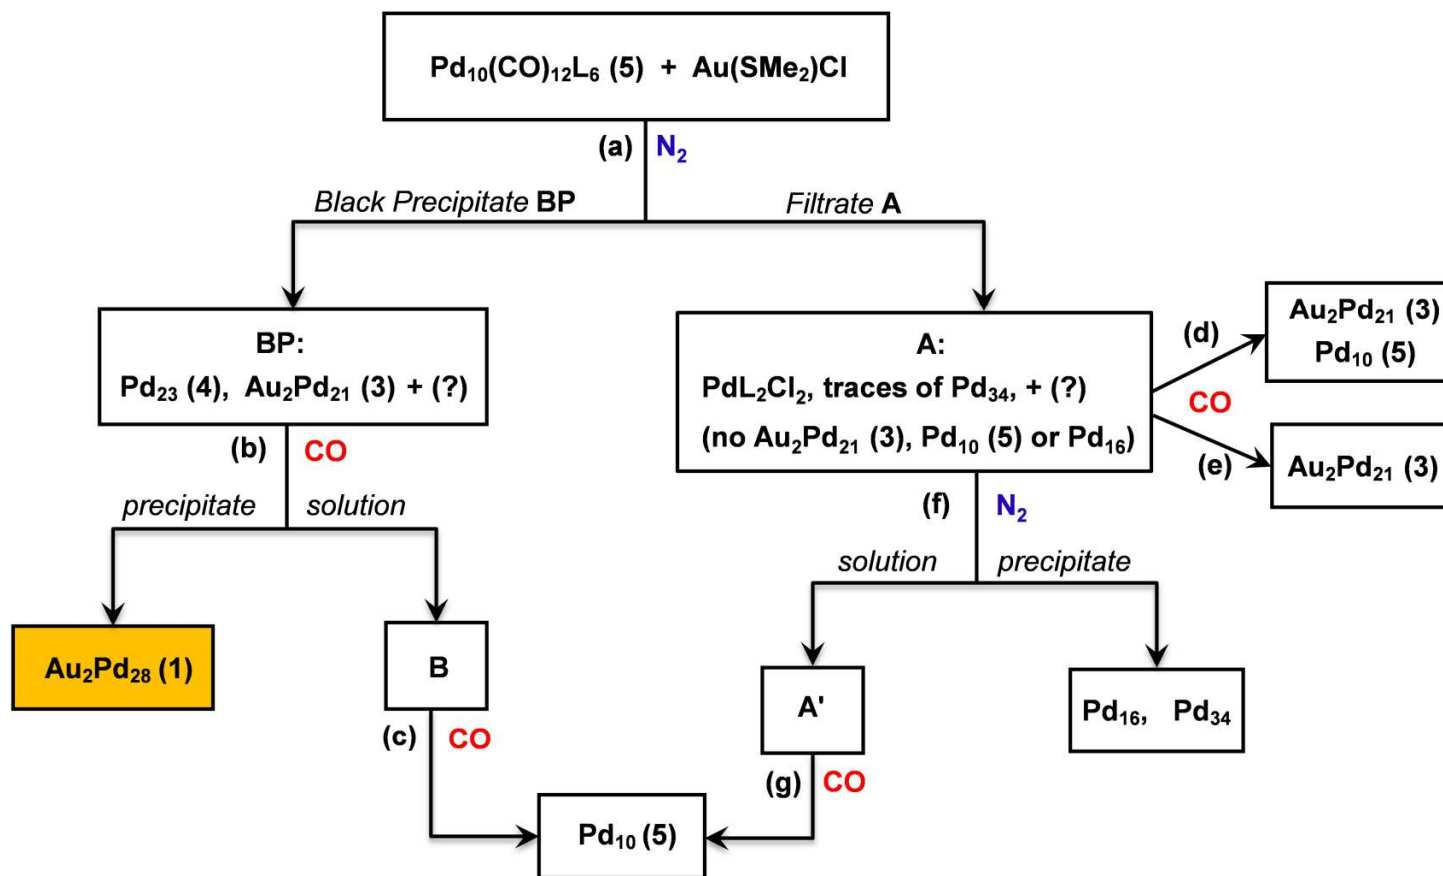 Pd₁₀(CO)₁₂L₆ (5) + Au(SMe₂)Cl
(a) N₂
Black Precipitate BP
Filtrate A
BP:
Pd₂₃ (4), Au₂Pd₂₁ (3) + (?)
A:
PdL₂Cl₂, traces of Pd₃₄, + (?)
(no Au₂Pd₂₁ (3), Pd₁₀ (5) or Pd₁₆)
(d)
CO
(e)
Au₂Pd₂₁ (3)
Pd₁₀ (5)
Au₂Pd₂₁ (3)
(b) CO
precipitate
solution
(f) N₂
solution
precipitate
Au₂Pd₂₈ (1)
B
A'
Pd₁₆, Pd₃₄
(c) CO
(g) CO
Pd₁₀ (5)